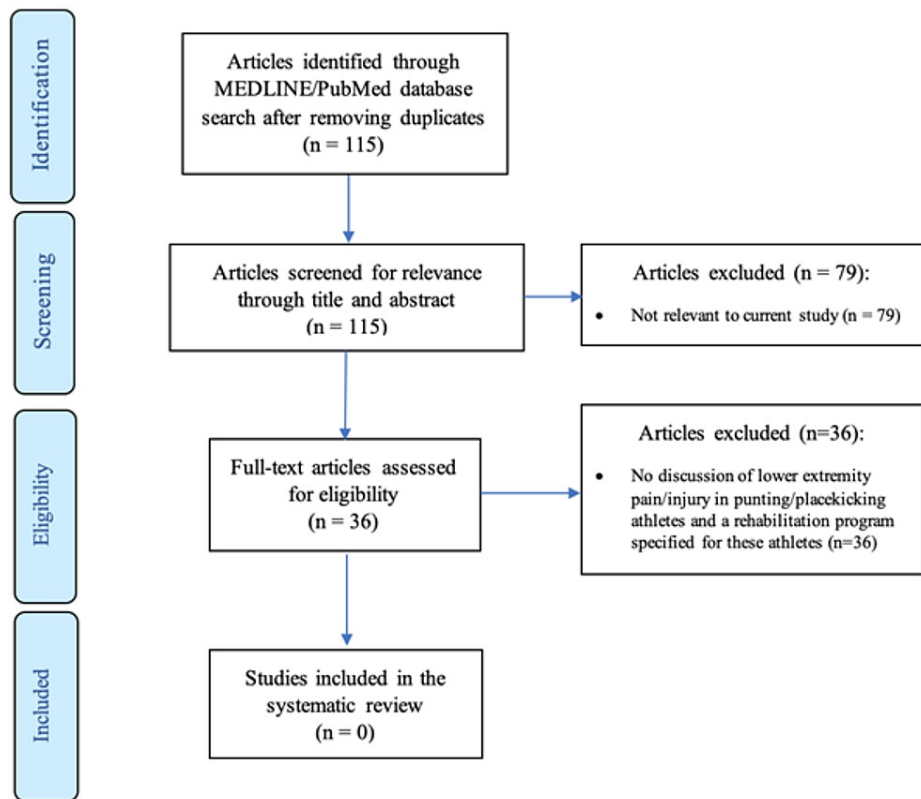 Identification
Articles identified through
MEDLINE/PubMed database
search after removing duplicates
(n = 115)
Screening
Articles screened for relevance
through title and abstract
(n = 115)
Articles excluded (n = 79):
• Not relevant to current study (n = 79)
Eligibility
Full-text articles assessed
for eligibility
(n = 36)
Articles excluded (n=36):
• No discussion of lower extremity
pain/injury in punting/placekicking
athletes and a rehabilitation program
specified for these athletes (n=36)
Included
Studies included in the
systematic review
(n = 0)